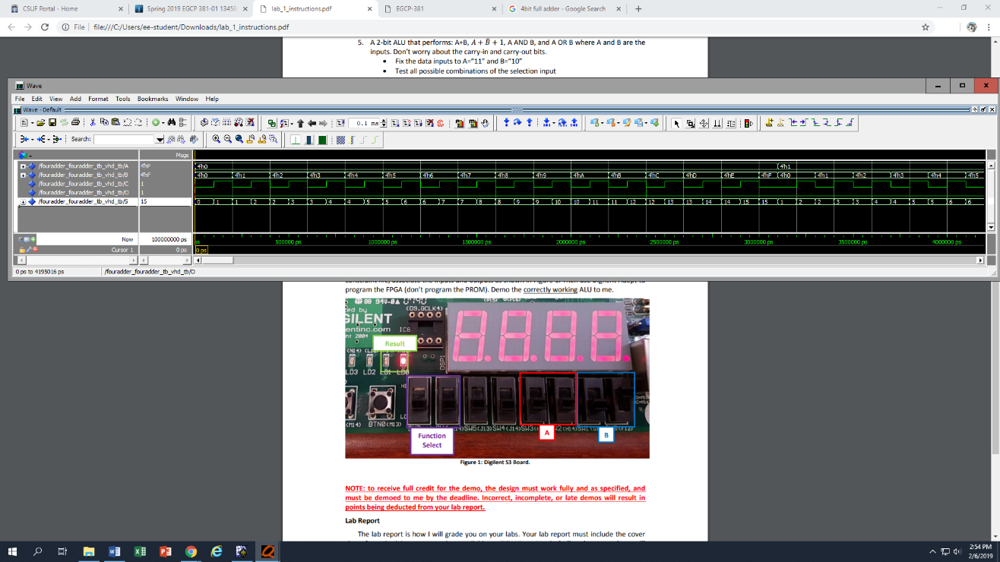 CSUF Portal - Home
Spring 2019 EGCP 381-01 13458
lab_1_instructions.pdf
EGCP-381
4bit full adder - Google Search
File
file:///C:/Users/ee-student/Downloads/lab_1_instructions.pdf
5. A 2-bit ALU that performs: A+B, A + B̅ + 1, A AND B, and A OR B where A and B are the
inputs. Don't worry about the carry-in and carry-out bits.
• Fix the data inputs to A="11" and B="10"
• Test all possible combinations of the selection input
Wave
File Edit View Add Format Tools Bookmarks Window Help
Wave - Default
0.1 ms
Search:
Msgs
/fouradder_fouradder_tb_vhd_tb/A 4'hF 4'h0 4'h1
/fouradder_fouradder_tb_vhd_tb/B 4'hF 4'h0 4'h1 4'h2 4'h3 4'h4 4'h5 4'h6 4'h7 4'h8 4'h9 4'hA 4'hB 4'hC 4'hD 4'hE 4'hF 4'h0 4'h1 4'h2 4'h3 4'h4 4'h5
/fouradder_fouradder_tb_vhd_tb/C 1
/fouradder_fouradder_tb_vhd_tb/O 1
/fouradder_fouradder_tb_vhd_tb/S 15 0 1 1 2 2 3 3 4 4 5 5 6 6 7 7 8 8 9 9 10 10 11 11 12 12 13 13 14 14 15 15 0 1 2 2 3 3 4 4 5 5 6 6
Now 100000000 ps ps 500000 ps 1000000 ps 1500000 ps 2000000 ps 2500000 ps 3000000 ps 3500000 ps 4000000 ps
Cursor 1 0 ps 0 ps
0 ps to 4195016 ps /fouradder_fouradder_tb_vhd_tb/O
program the FPGA (don't program the PROM). Demo the correctly working ALU to me.
88 94V-0
(D9,GCLK4)
(P15)
GILENT
entinc.com IC8
2004
Result
DSP1
LD3 LD2 LD1 LD0
(M14) BTN0(M13)
SW5(J13) SW4(J14)
A
B
Function
Select
Figure 1: Digilent S3 Board.
NOTE: to receive full credit for the demo, the design must work fully and as specified, and
must be demoed to me by the deadline. Incorrect, incomplete, or late demos will result in
points being deducted from your lab report.
Lab Report
The lab report is how I will grade you on your labs. Your lab report must include the cover
2:54 PM
2/6/2019